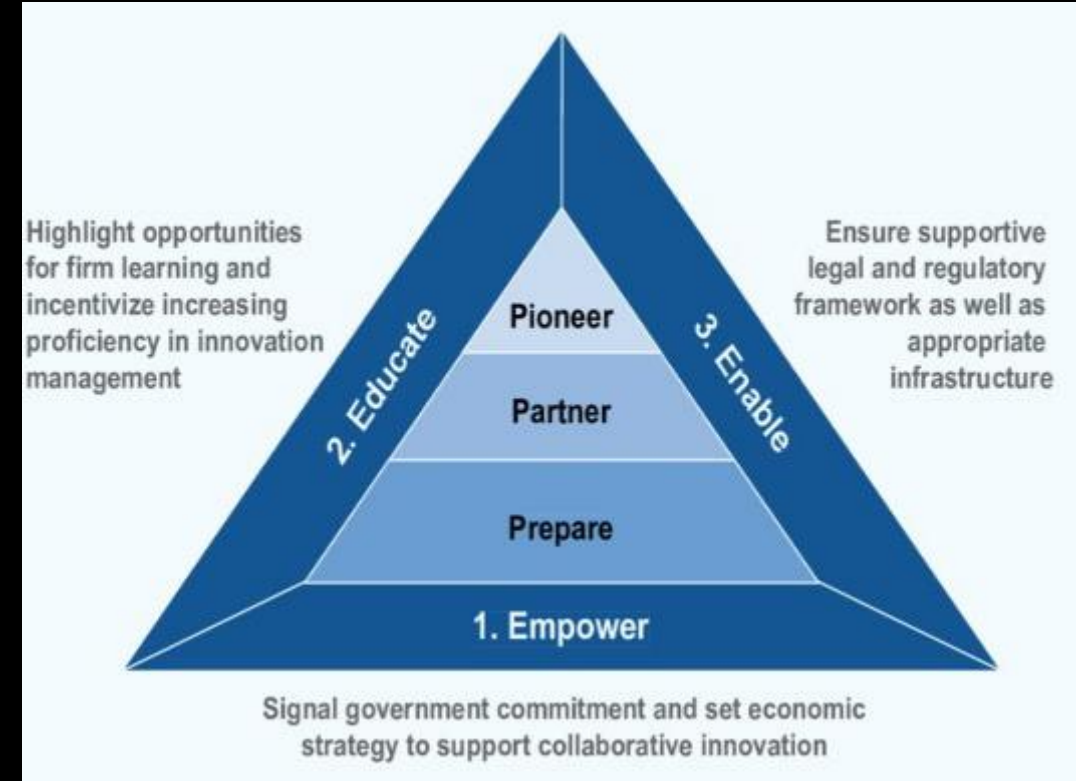 Highlight opportunities
for firm learning and
incentivize increasing
proficiency in innovation
management
2. Educate
Pioneer
Partner
Prepare
3. Enable
Ensure supportive
legal and regulatory
framework as well as
appropriate
infrastructure
1. Empower
Signal government commitment and set economic
strategy to support collaborative innovation